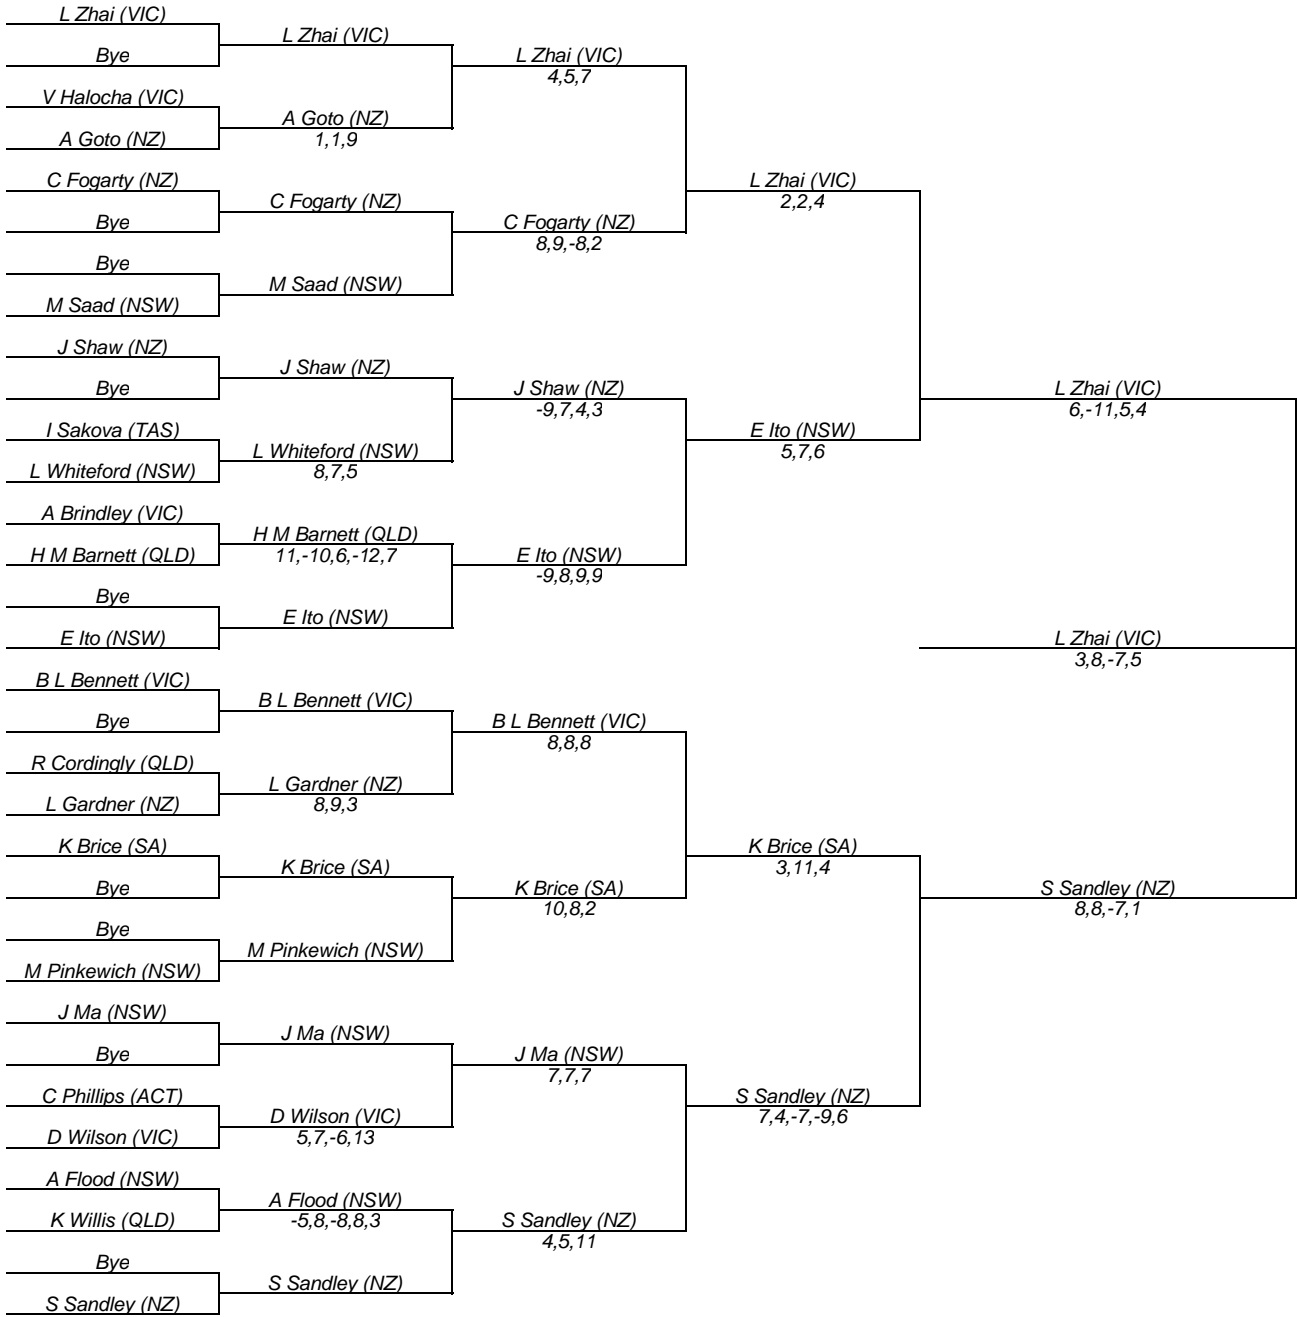 L Zhai (VIC)
Bye
V Halocha (VIC)
A Goto (NZ)
C Fogarty (NZ)
Bye
Bye
M Saad (NSW)
J Shaw (NZ)
Bye
I Sakova (TAS)
L Whiteford (NSW)
A Brindley (VIC)
H M Barnett (QLD)
Bye
E Ito (NSW)
B L Bennett (VIC)
Bye
R Cordingly (QLD)
L Gardner (NZ)
K Brice (SA)
Bye
Bye
M Pinkewich (NSW)
J Ma (NSW)
Bye
C Phillips (ACT)
D Wilson (VIC)
A Flood (NSW)
K Willis (QLD)
Bye
S Sandley (NZ)
L Zhai (VIC)
A Goto (NZ)
1,1,9
C Fogarty (NZ)
M Saad (NSW)
J Shaw (NZ)
L Whiteford (NSW)
8,7,5
H M Barnett (QLD)
11,-10,6,-12,7
E Ito (NSW)
B L Bennett (VIC)
L Gardner (NZ)
8,9,3
K Brice (SA)
M Pinkewich (NSW)
J Ma (NSW)
D Wilson (VIC)
5,7,-6,13
A Flood (NSW)
-5,8,-8,8,3
S Sandley (NZ)
L Zhai (VIC)
4,5,7
C Fogarty (NZ)
8,9,-8,2
J Shaw (NZ)
-9,7,4,3
E Ito (NSW)
-9,8,9,9
B L Bennett (VIC)
8,8,8
K Brice (SA)
10,8,2
J Ma (NSW)
7,7,7
S Sandley (NZ)
4,5,11
L Zhai (VIC)
2,2,4
E Ito (NSW)
5,7,6
K Brice (SA)
3,11,4
S Sandley (NZ)
7,4,-7,-9,6
L Zhai (VIC)
6,-11,5,4
L Zhai (VIC)
3,8,-7,5
S Sandley (NZ)
8,8,-7,1